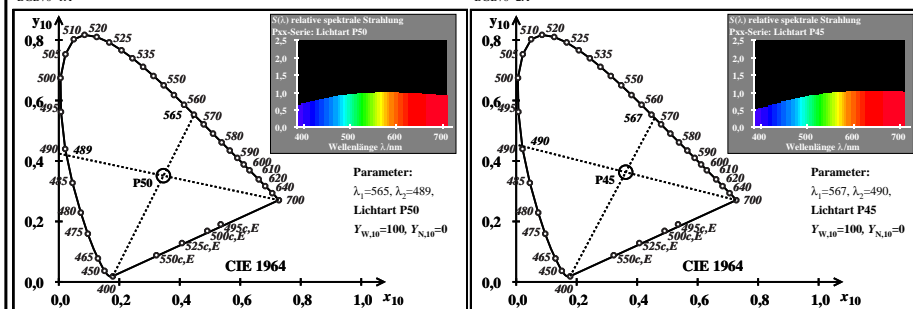 y10
S(λ) relative spektrale Strahlung
Pxx-Serie: Lichtart P50
2,5
2,0
1,5
1,0
0,5
0,0
400 500 600 700
Wellenlänge λ/nm
0,8
0,6
0,4
0,2
0,0
510 520
505 525
535
500 550
560
495 565 570
580
490 489 590
600
610
485 620
640
P50 700
480
475 495c,E
500c,E
465 525c,E
450 550c,E
400
CIE 1964
Parameter:
λ1=565, λ2=489,
Lichtart P50
YW,10=100, YN,10=0
0,0 0,2 0,4 0,6 0,8 1,0 x10
y10
S(λ) relative spektrale Strahlung
Pxx-Serie: Lichtart P45
2,5
2,0
1,5
1,0
0,5
0,0
400 500 600 700
Wellenlänge λ/nm
0,8
0,6
0,4
0,2
0,0
510 520
505 525
535
500 550
560
495 567 570
580
490 490 590
600
610
485 620
640
P45 700
480
475 495c,E
500c,E
465 525c,E
450 550c,E
400
CIE 1964
Parameter:
λ1=567, λ2=490,
Lichtart P45
YW,10=100, YN,10=0
0,0 0,2 0,4 0,6 0,8 1,0 x10